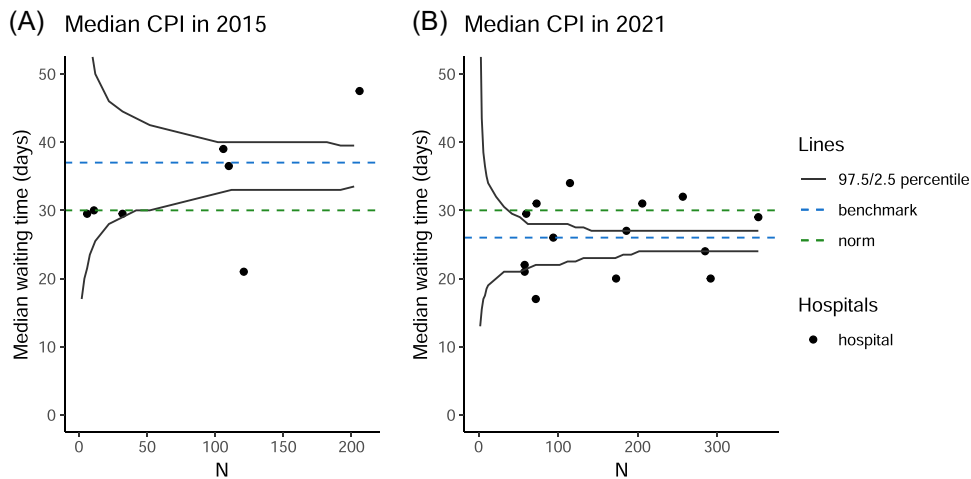 (A) Median CPI in 2015
Median waiting time (days)
50
40
30
20
10
0
0 50 100 150 200
N
(B) Median CPI in 2021
Median waiting time (days)
50
40
30
20
10
0
0 100 200 300
N
Lines
97.5/2.5 percentile
benchmark
norm
Hospitals
hospital